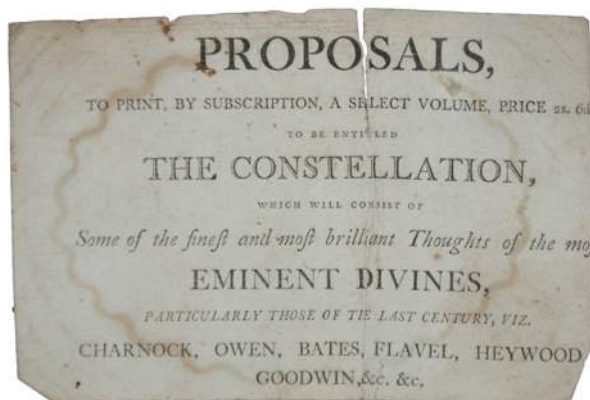 PROPOSALS,
TO PRINT, BY SUBSCRIPTION, A SELECT VOLUME, PRICE 2s. 6d
TO BE ENTITLED
THE CONSTELLATION,
WHICH WILL CONSIST OF
Some of the fineſt and moſt brilliant Thoughts of the moſ
EMINENT DIVINES,
PARTICULARLY THOSE OF THE LAST CENTURY, VIZ.
CHARNOCK, OWEN, BATES, FLAVEL, HEYWOOD
GOODWIN,&c. &c.